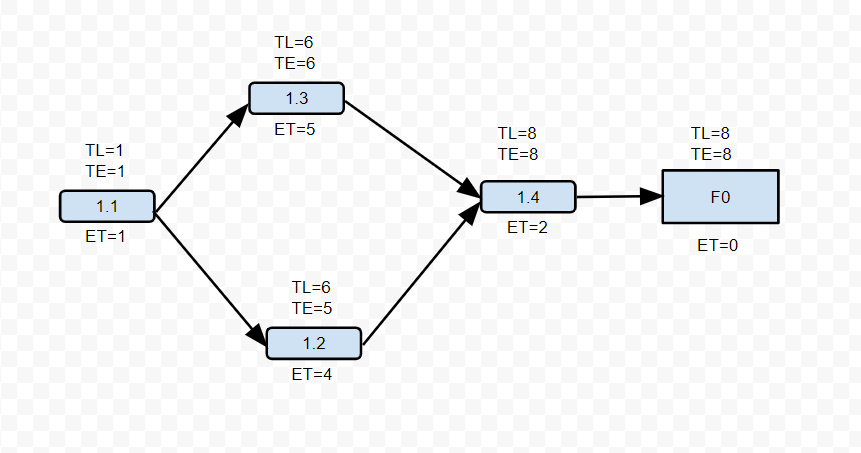 TL=6
TE=6
1.3
ET=5
TL=1
TE=1
1.1
ET=1
TL=8
TE=8
1.4
ET=2
TL=8
TE=8
F0
ET=0
TL=6
TE=5
1.2
ET=4